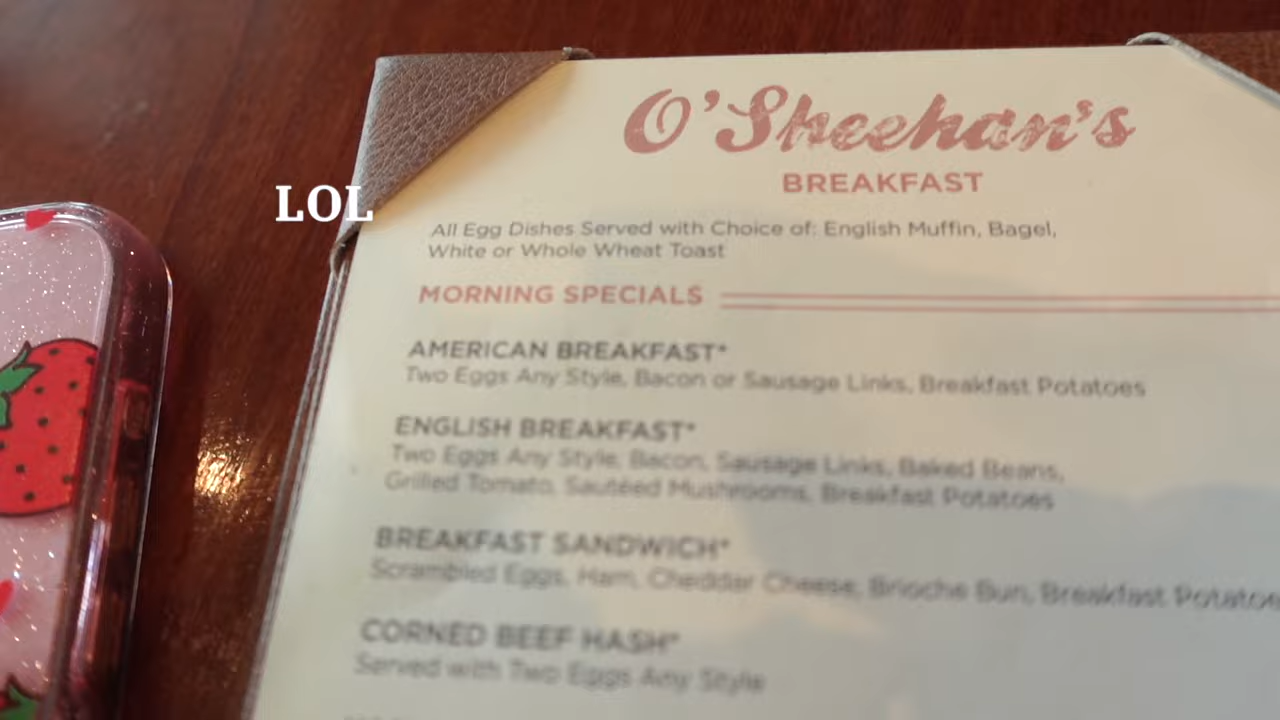 O'Sheehan's
BREAKFAST
LOL
All Egg Dishes Served with Choice of: English Muffin, Bagel,
White or Whole Wheat Toast
MORNING SPECIALS
AMERICAN BREAKFAST*
Two Eggs Any Style, Bacon or Sausage Links, Breakfast Potatoes
ENGLISH BREAKFAST*
Two Eggs Any Style, Bacon, Sausage Links, Baked Beans,
Grilled Tomato, Sautéed Mushrooms, Breakfast Potatoes
BREAKFAST SANDWICH*
Scrambled Eggs, Ham, Cheddar Cheese, Brioche Bun, Breakfast Potatoes
CORNED BEEF HASH*
Served with Two Eggs Any Style